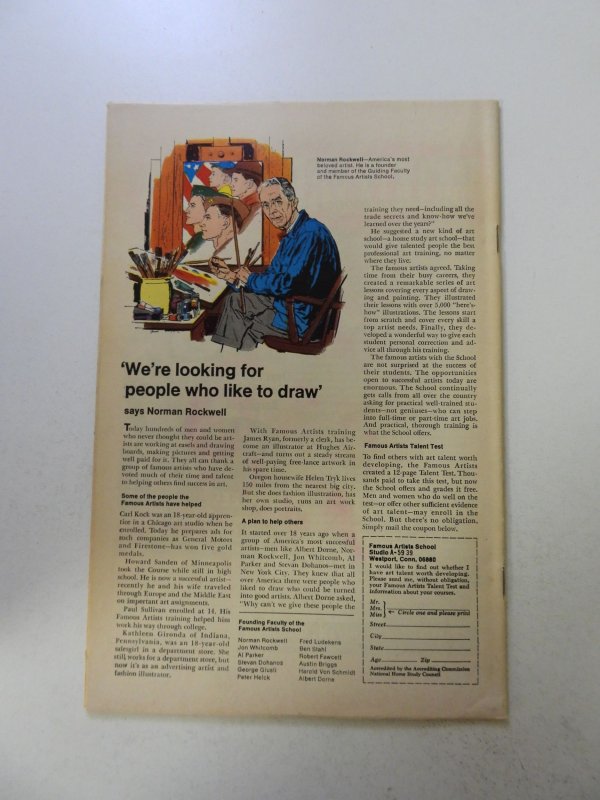 Norman Rockwell—America's most
beloved artist. He is a founder
and member of the Guiding Faculty
of the Famous Artists School.
'We're looking for
people who like to draw'
says Norman Rockwell
Today hundreds of men and women
who never thought they could be art-
ists are working at easels and drawing
boards, making pictures and getting
well paid for it. They all can thank a
group of famous artists who have de-
voted much of their time and talent
to helping others find success in art.
Some of the people the
Famous Artists have helped
Carl Kock was an 18-year-old appren-
tice in a Chicago art studio when he
enrolled. Today he prepares ads for
such companies as General Motors
and Firestone—has won five gold
medals.
Howard Sanden of Minneapolis
took the Course while still in high
school. He is now a successful artist—
recently he and his wife traveled
through Europe and the Middle East
on important art assignments.
Paul Sullivan enrolled at 14. His
Famous Artists training helped him
work his way through college.
Kathleen Gironda of Indiana,
Pennsylvania, was an 18-year-old
salesgirl in a department store. She
still works for a department store, but
now it's as an advertising artist and
fashion illustrator.
With Famous Artists training
James Ryan, formerly a clerk, has be-
come an illustrator at Hughes Air-
craft—and turns out a steady stream
of well-paying free-lance artwork in
his spare time.
Oregon housewife Helen Tryk lives
150 miles from the nearest big city.
But she does fashion illustration, has
her own studio, runs an art work
shop, does portraits.
A plan to help others
It started over 18 years ago when a
group of America's most successful
artists—men like Albert Dorne, Nor-
man Rockwell, Jon Whitcomb, Al
Parker and Stevan Dohanos—met in
New York City. They knew that all
over America there were people who
liked to draw who could be turned
into good artists. Albert Dorne asked,
"Why can't we give these people the
Founding Faculty of the
Famous Artists School
Norman Rockwell
Jon Whitcomb
Al Parker
Stevan Dohanos
George Giusti
Peter Helck
Fred Ludekens
Ben Stahl
Robert Fawcett
Austin Briggs
Harold Von Schmidt
Albert Dorne
training they need—including all the
trade secrets and know-how we've
learned over the years?"
He suggested a new kind of art
school—a home study art school—that
would give talented people the best
professional art training, no matter
where they live.
The famous artists agreed. Taking
time from their busy careers, they
created a remarkable series of art
lessons covering every aspect of draw-
ing and painting. They illustrated
their lessons with over 5,000 "here's-
how" illustrations. The lessons start
from scratch and cover every skill a
top artist needs. Finally, they de-
veloped a wonderful way to give each
student personal correction and ad-
vice all through his training.
The famous artists with the School
are not surprised at the success of
their students. The opportunities
open to successful artists today are
enormous. The School continually
gets calls from all over the country
asking for practical well-trained stu-
dents—not geniuses—who can step
into full-time or part-time art jobs.
And practical, thorough training is
what the School offers.
Famous Artists Talent Test
To find others with art talent worth
developing, the Famous Artists
created a 12-page Talent Test. Thou-
sands paid to take this test, but now
the School offers and grades it free.
Men and women who do well on the
test—or offer other sufficient evidence
of art talent—may enroll in the
School. But there's no obligation.
Simply mail the coupon below.
Famous Artists School
Studio A-5939
Westport, Conn. 06880
I would like to find out whether I
have art talent worth developing.
Please send me, without obligation,
your Famous Artists Talent Test and
information about your courses.
Mr.
Mrs.
Miss
Circle one and please print
Street
City
State
Age Zip
Accredited by the Accrediting Commission
National Home Study Council